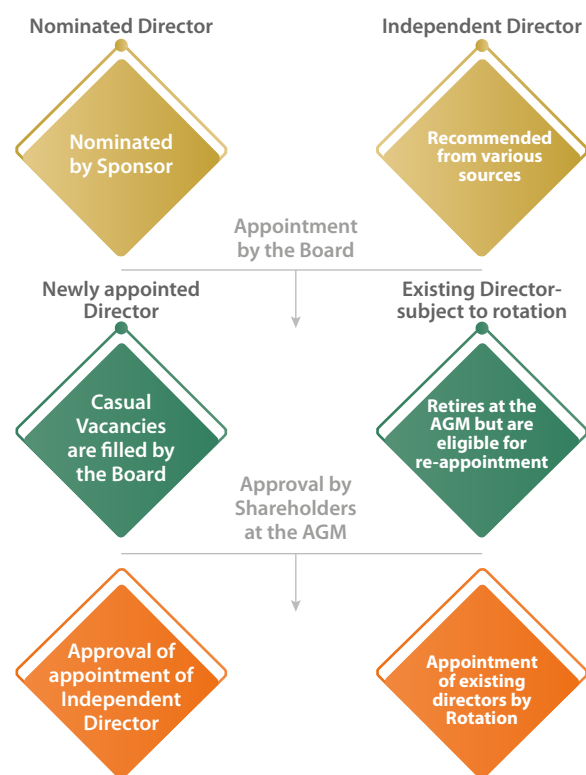 Nominated Director
Independent Director
Nominated
by Sponsor
Recommended
from various
sources
Appointment
by the Board
Newly appointed
Director
Existing Director-
subject to rotation
Casual
Vacancies
are filled by
the Board
Retires at the
AGM but are
eligible for
re-appointment
Approval by
Shareholders
at the AGM
Approval of
appointment of
Independent
Director
Appointment
of existing
directors by
Rotation